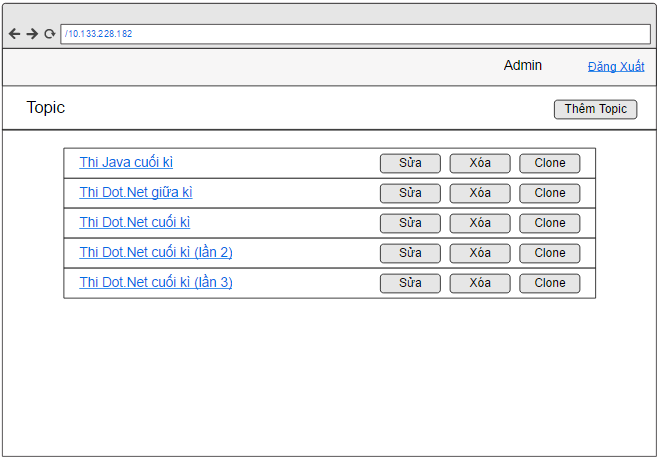 /10.133.228.182
Admin Đăng Xuất
Topic Thêm Topic
Thi Java cuối kì Sửa Xóa Clone
Thi Dot.Net giữa kì Sửa Xóa Clone
Thi Dot.Net cuối kì Sửa Xóa Clone
Thi Dot.Net cuối kì (lần 2) Sửa Xóa Clone
Thi Dot.Net cuối kì (lần 3) Sửa Xóa Clone